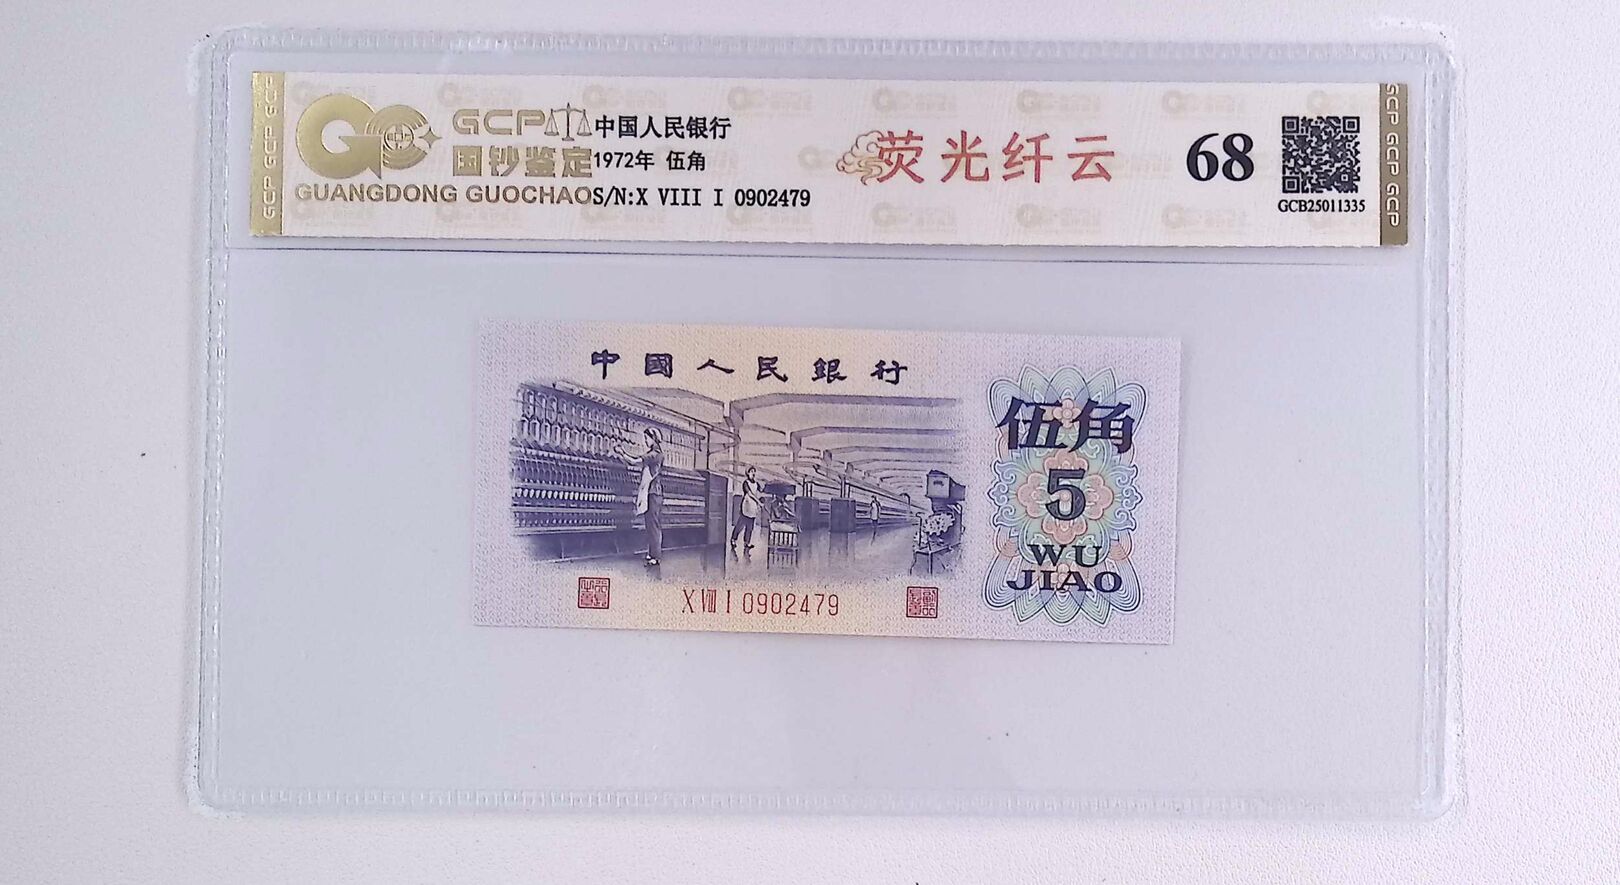 GCP GCP GCP
GCP
国钞鉴定
GUANGDONG GUOCHAO
中国人民银行
1972年 伍角
S/N:X VIII I 0902479
荧光纤云
68
GCB25011335
GCP GCP GCP
中國人民銀行
伍角
5
WU
JIAO
X VIII I 0902479